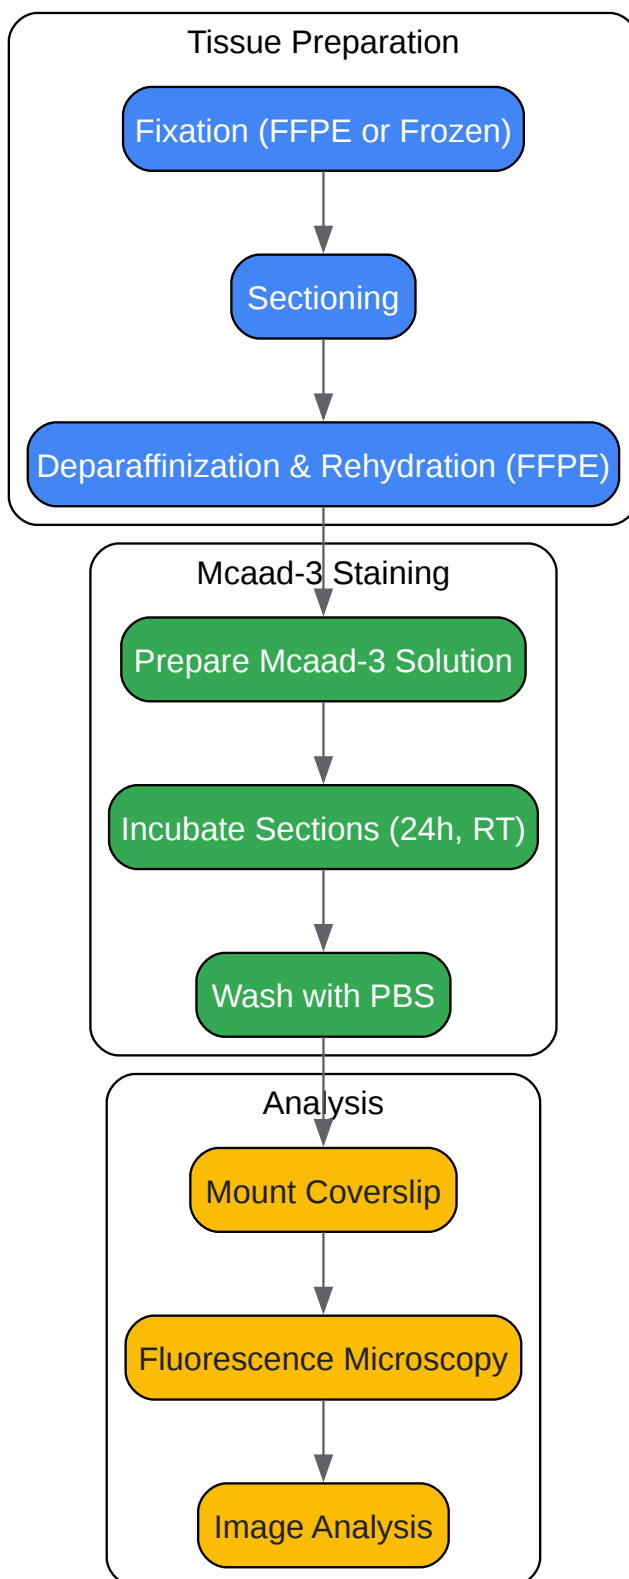 Tissue Preparation
Fixation (FFPE or Frozen)
Sectioning
Deparaffinization & Rehydration (FFPE)
Mcaad-3 Staining
Prepare Mcaad-3 Solution
Incubate Sections (24h, RT)
Wash with PBS
Analysis
Mount Coverslip
Fluorescence Microscopy
Image Analysis